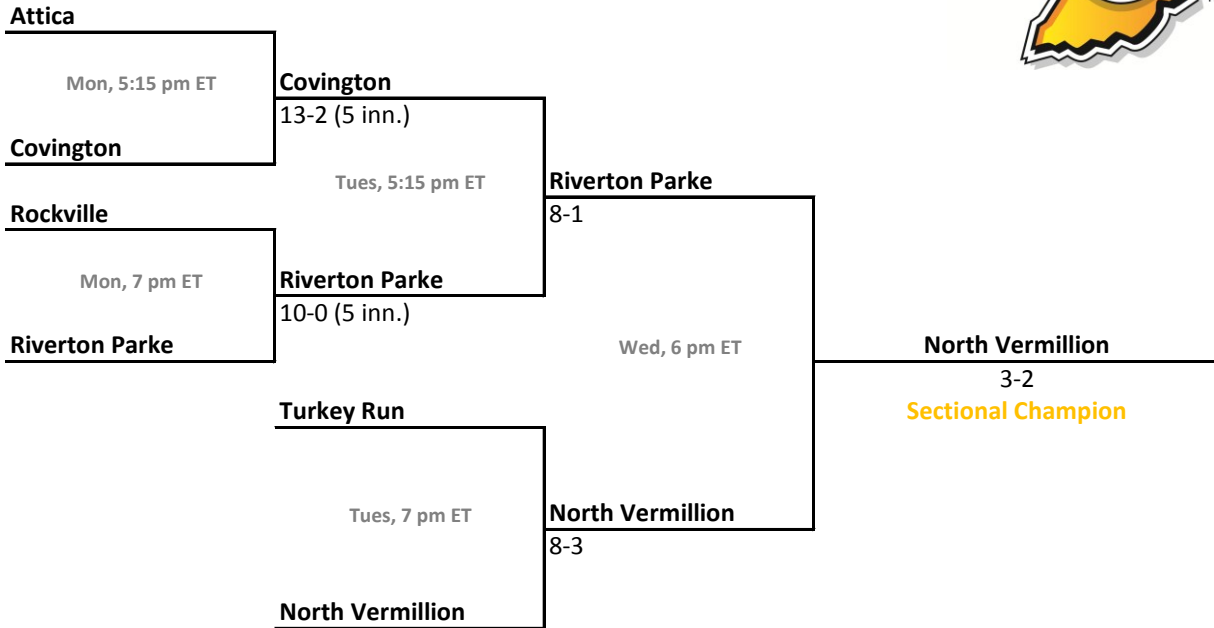 Attica
Mon, 5:15 pm ET
Covington
13-2 (5 inn.)
Covington
Tues, 5:15 pm ET
Riverton Parke
8-1
Rockville
Mon, 7 pm ET
Riverton Parke
10-0 (5 inn.)
Riverton Parke
Wed, 6 pm ET
North Vermillion
3-2
Sectional Champion
Turkey Run
Tues, 7 pm ET
North Vermillion
8-3
North Vermillion